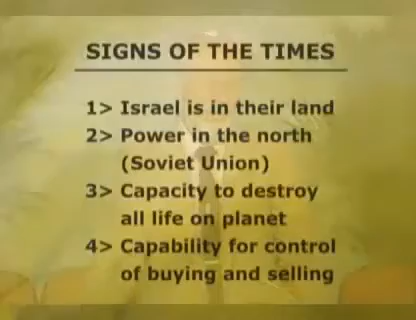 SIGNS OF THE TIMES
1> Israel is in their land
2> Power in the north
(Soviet Union)
3> Capacity to destroy
all life on planet
4> Capability for control
of buying and selling